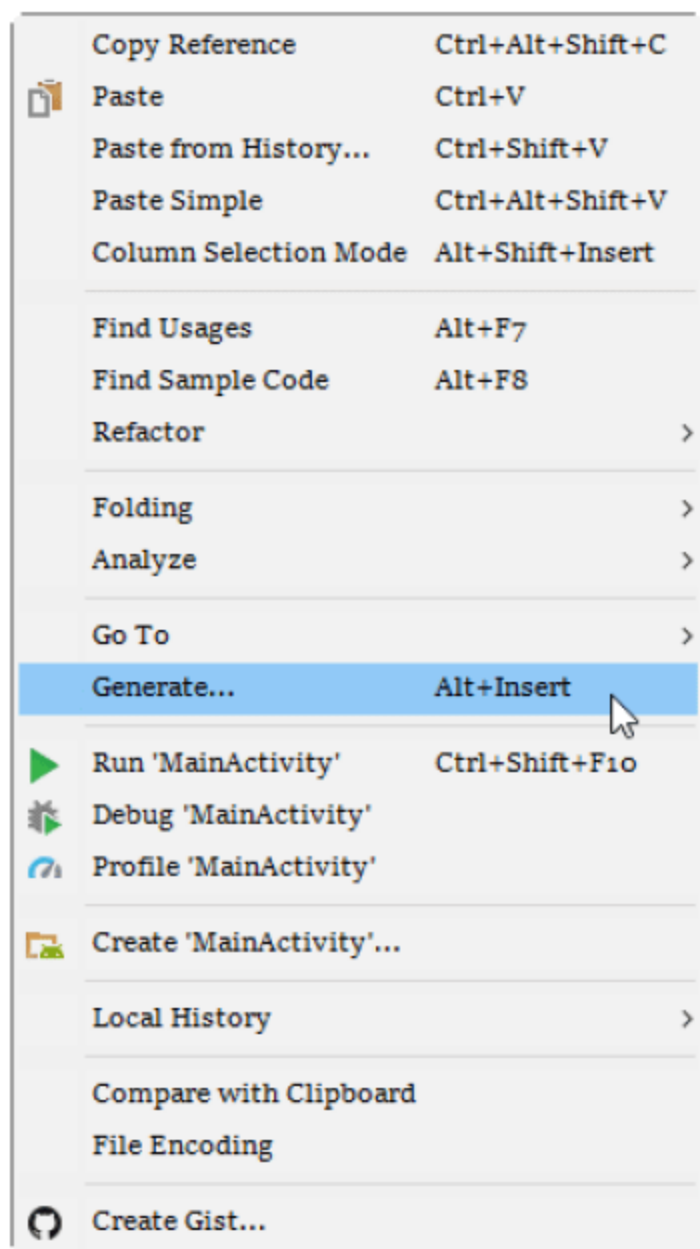 Copy Reference Ctrl+Alt+Shift+C
Paste Ctrl+V
Paste from History... Ctrl+Shift+V
Paste Simple Ctrl+Alt+Shift+V
Column Selection Mode Alt+Shift+Insert
Find Usages Alt+F7
Find Sample Code Alt+F8
Refactor
Folding
Analyze
Go To
Generate... Alt+Insert
Run 'MainActivity' Ctrl+Shift+F10
Debug 'MainActivity'
Profile 'MainActivity'
Create 'MainActivity'...
Local History
Compare with Clipboard
File Encoding
Create Gist...